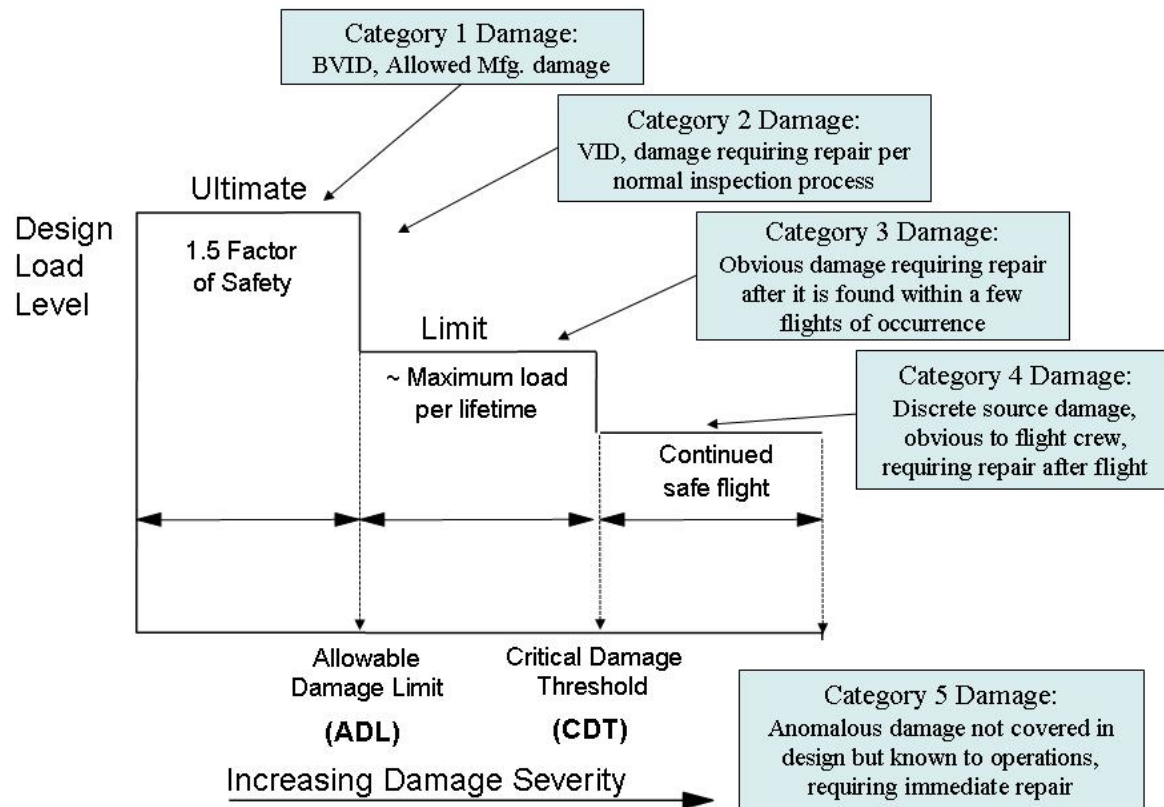 Category 1 Damage:
BVID, Allowed Mfg. damage
Category 2 Damage:
VID, damage requiring repair per
normal inspection process
Ultimate
Design
Load
Level
1.5 Factor
of Safety
Category 3 Damage:
Obvious damage requiring repair
after it is found within a few
flights of occurrence
Limit
~ Maximum load
per lifetime
Category 4 Damage:
Discrete source damage,
obvious to flight crew,
requiring repair after flight
Continued
safe flight
Allowable
Damage Limit
(ADL)
Critical Damage
Threshold
(CDT)
Category 5 Damage:
Anomalous damage not covered in
design but known to operations,
requiring immediate repair
Increasing Damage Severity